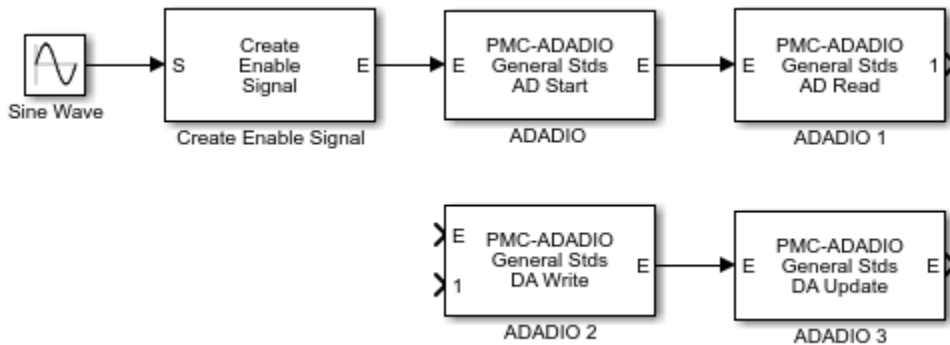 S
Create
Enable
Signal
E
E
PMC-ADADIO
General Stds
AD Start
E
E
PMC-ADADIO
General Stds
AD Read
1
Sine Wave
Create Enable Signal
ADADIO
ADADIO 1
E
1
PMC-ADADIO
General Stds
DA Write
E
E
PMC-ADADIO
General Stds
DA Update
E
ADADIO 2
ADADIO 3